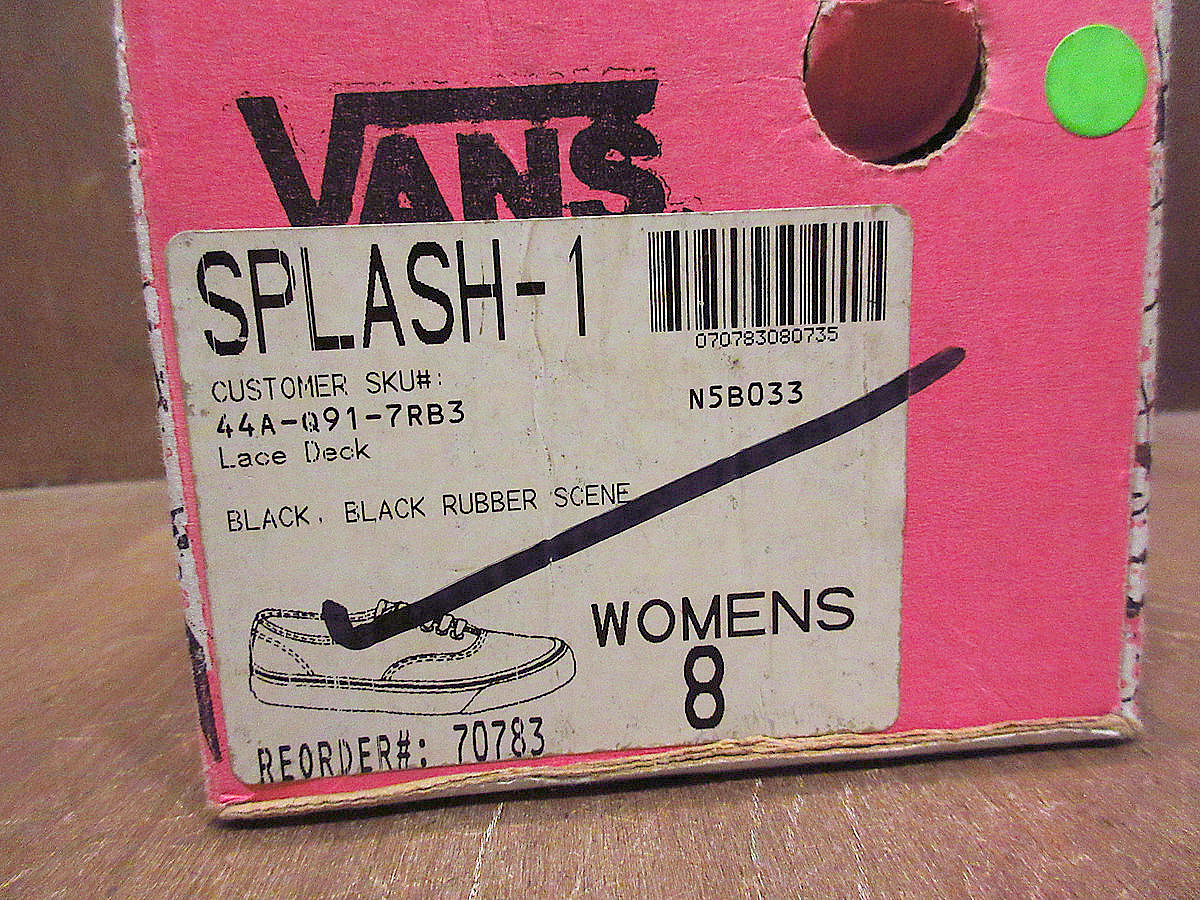 VANS
SPLASH-1
070783080735
CUSTOMER SKU#:
44A-Q91-7RB3
N5B033
Lace Deck
BLACK, BLACK RUBBER SCENE
WOMENS
8
REORDER#: 70783